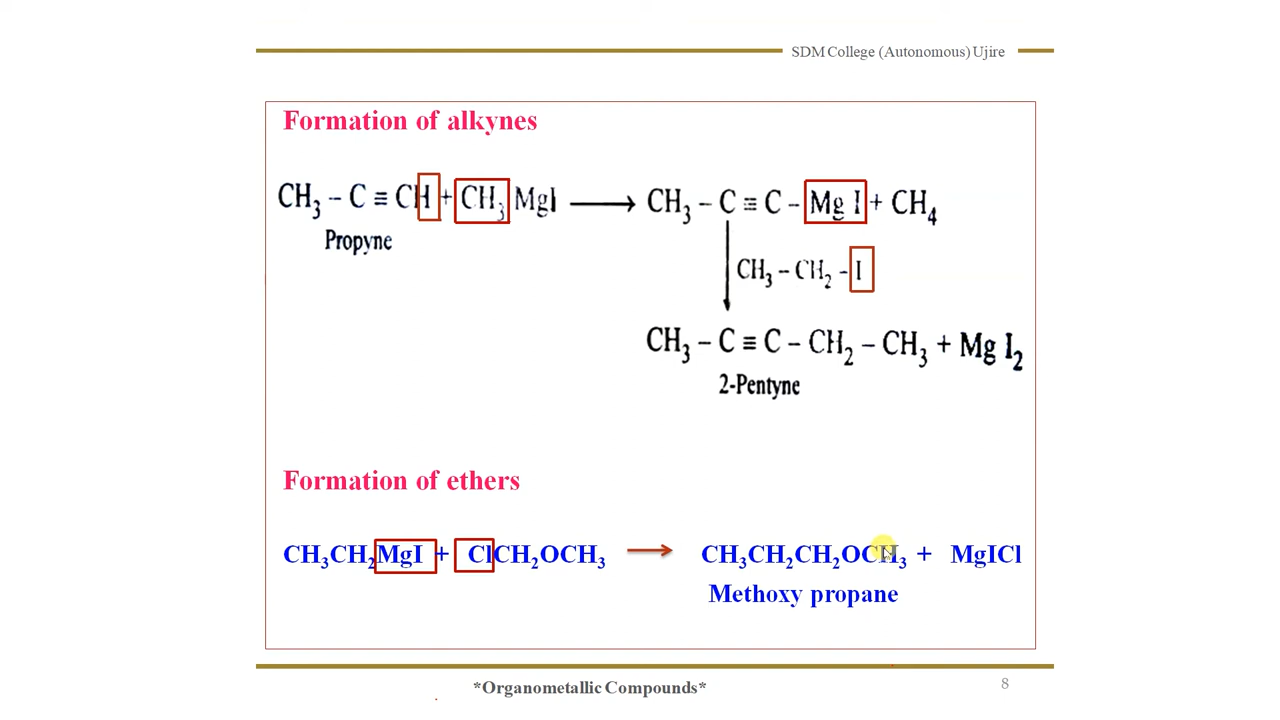 SDM College (Autonomous) Ujire
Formation of alkynes
CH₃ – C ≡ CH + CH₃ MgI ⟶ CH₃ – C ≡ C – Mg I + CH₄
Propyne
CH₃ – CH₂ – I
CH₃ – C ≡ C – CH₂ – CH₃ + Mg I₂
2-Pentyne
Formation of ethers
CH₃CH₂MgI + ClCH₂OCH₃ ⟶ CH₃CH₂CH₂OCH₃ + MgICl
Methoxy propane
*Organometallic Compounds*
8